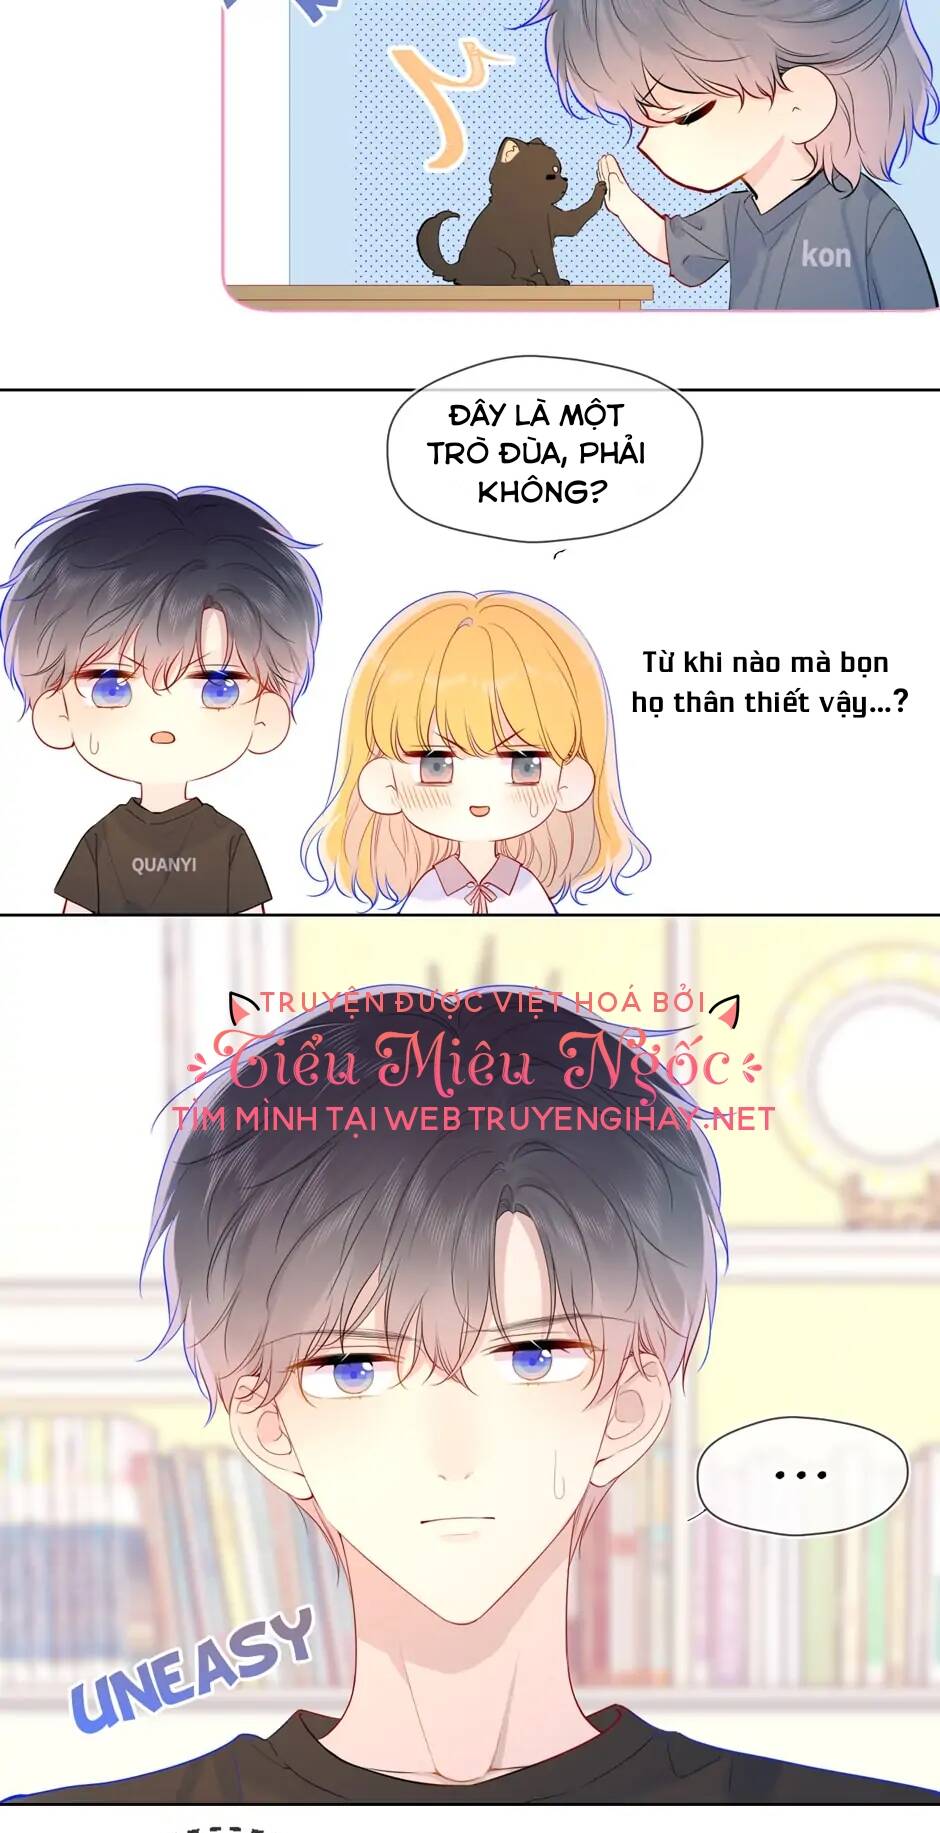 kon
ĐÂY LÀ MỘT
TRÒ ĐÙA, PHẢI
KHÔNG?
Từ khi nào mà bọn
họ thân thiết vậy...?
QUANYI
TRUYỆN ĐƯỢC VIỆT HOÁ BỞI
Tiểu Miêu Ngốc
TÌM MÌNH TẠI WEB TRUYENGIHAY.NET
...
UNEASY